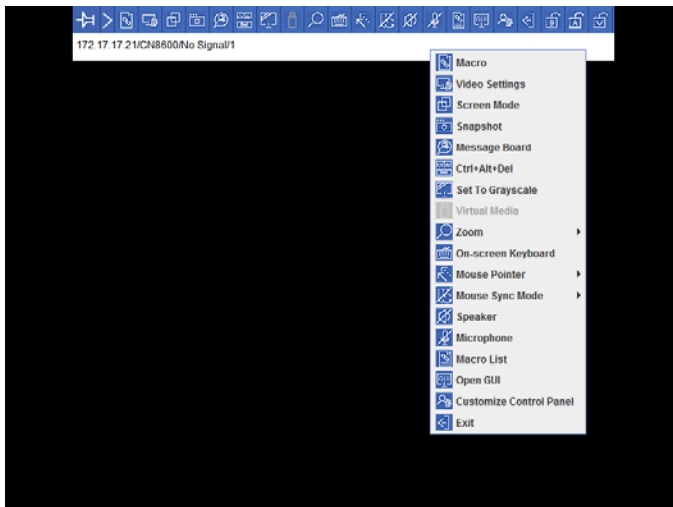 172.17.17.21/CN8600/No Signal/1
Macro
Video Settings
Screen Mode
Snapshot
Message Board
Ctrl+Alt+Del
Set To Grayscale
Virtual Media
Zoom
On-screen Keyboard
Mouse Pointer
Mouse Sync Mode
Speaker
Microphone
Macro List
Open GUI
Customize Control Panel
Exit